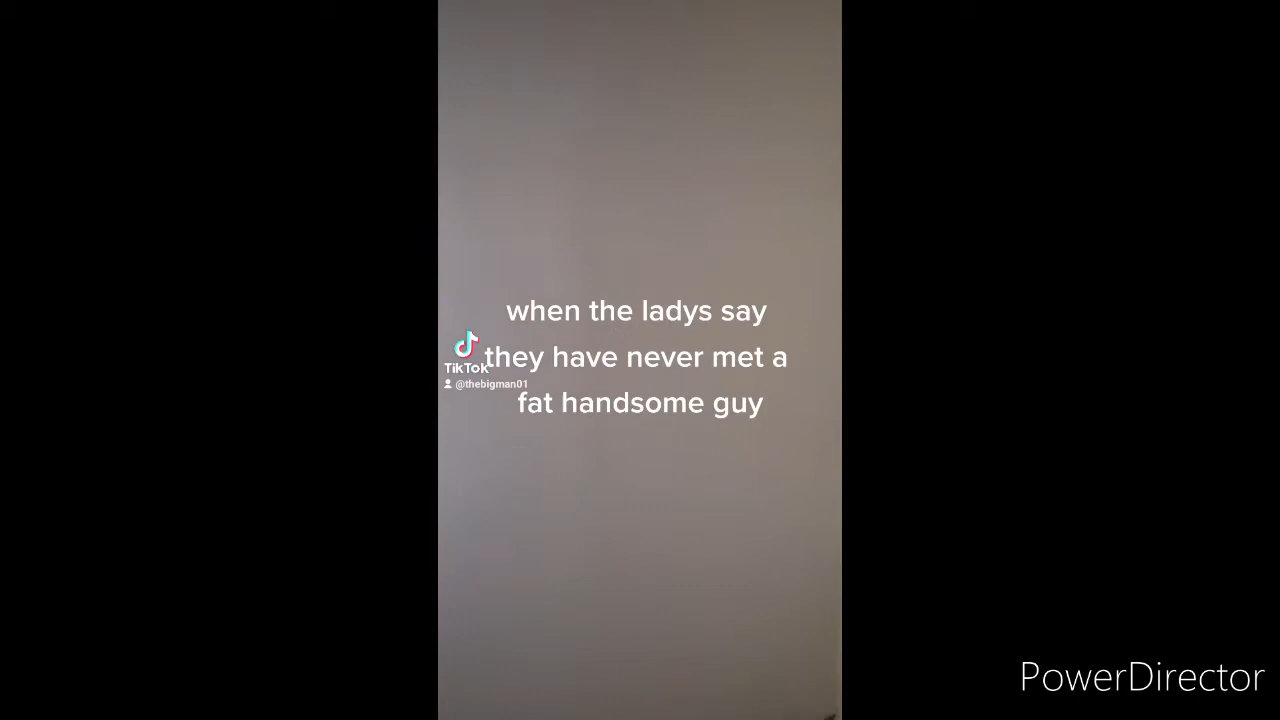 when the ladys say
they have never met a
fat handsome guy
TikTok
@thebigman01
PowerDirector